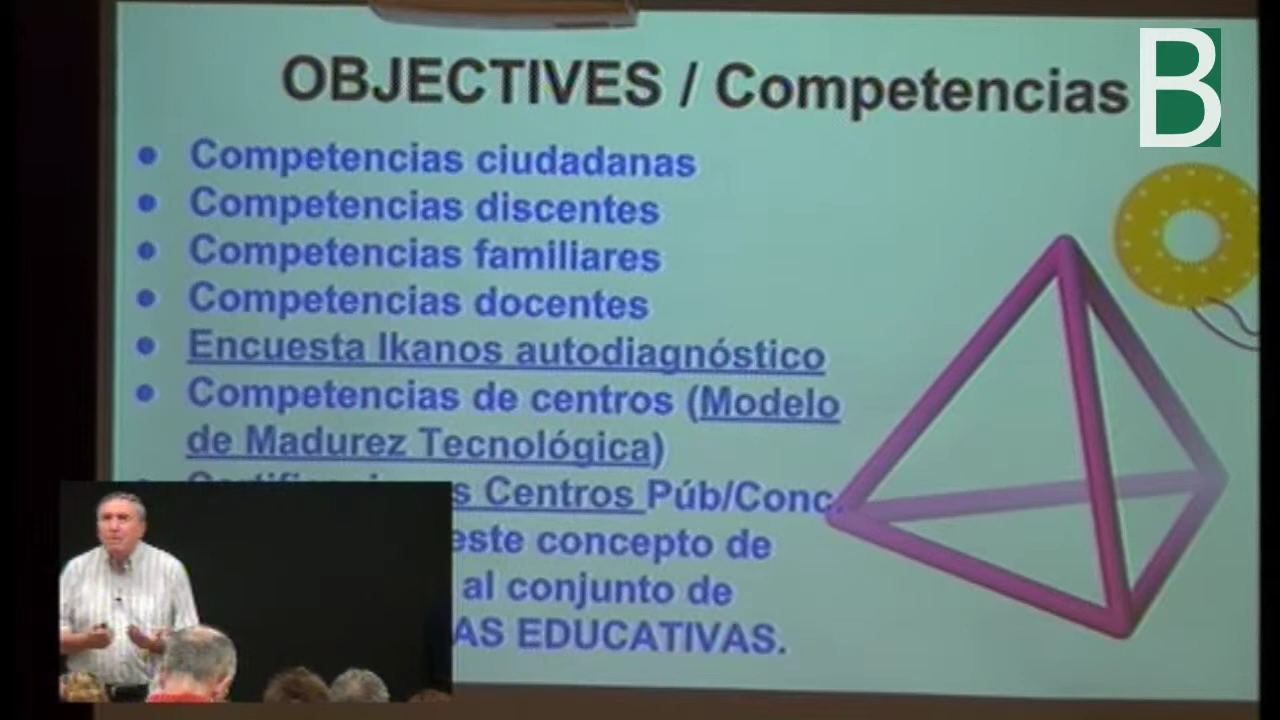 OBJECTIVES / Competencias
B
Competencias ciudadanas
Competencias discentes
Competencias familiares
Competencias docentes
Encuesta Ikanos autodiagnóstico
Competencias de centros (Modelo
de Madurez Tecnológica)
Centros Púb/Conc.
este concepto de
al conjunto de
EDUCATIVAS.